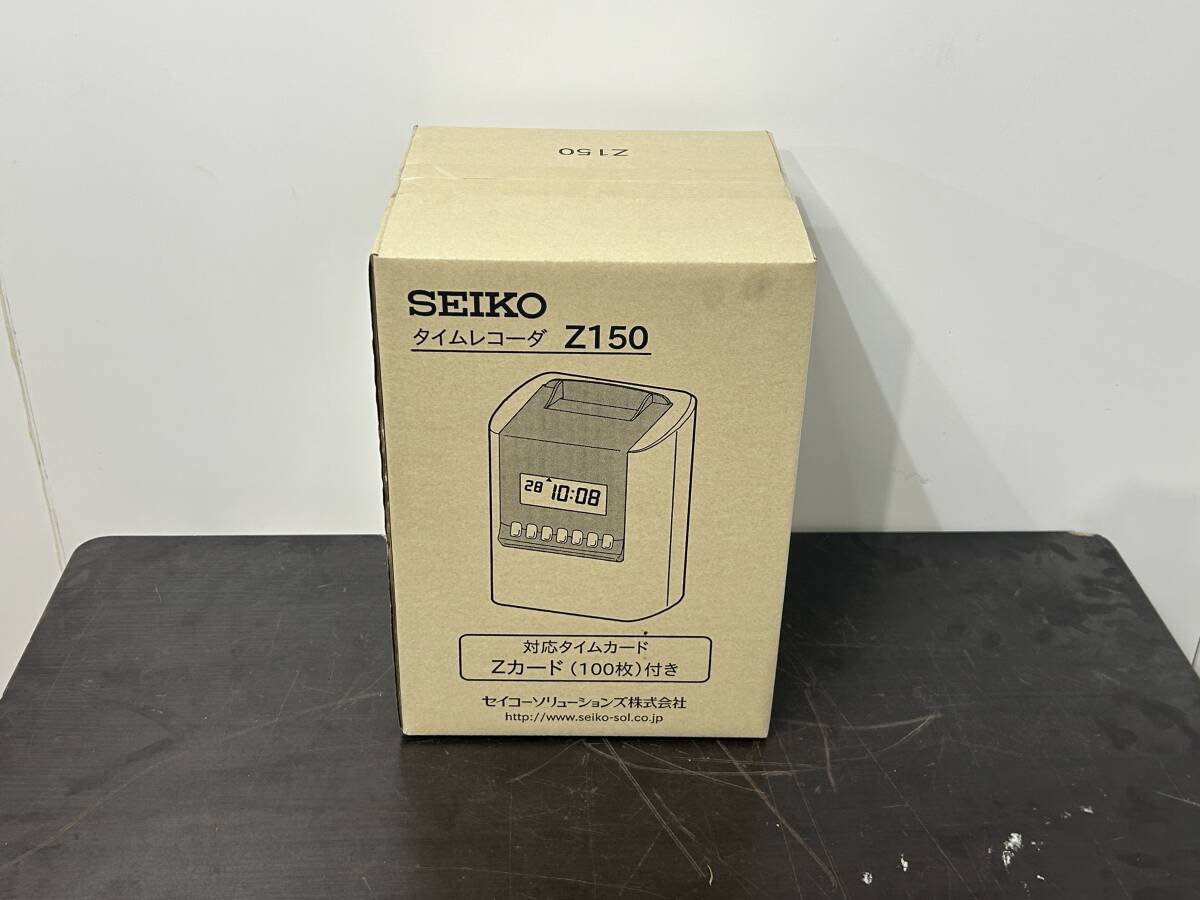 Z150
SEIKO
タイムレコーダ Z150
28 10:08
対応タイムカード
Zカード(100枚)付き
セイコーソリューションズ株式会社
http://www.seiko-sol.co.jp